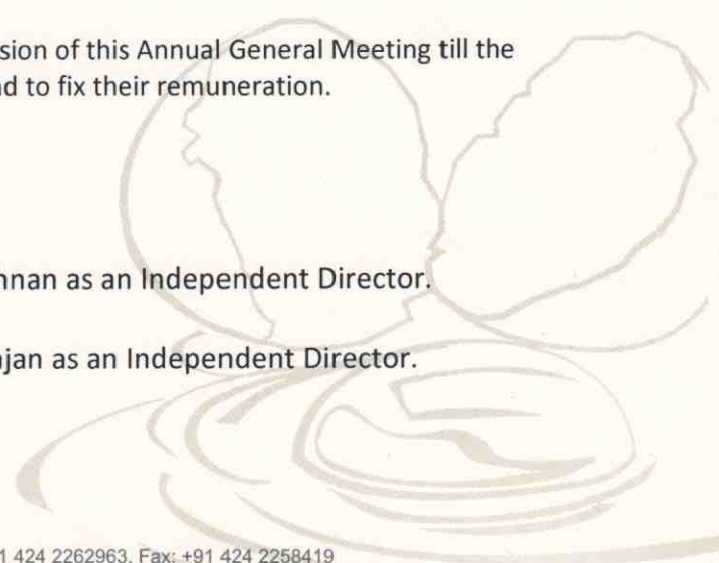 sion of this Annual General Meeting till the
d to fix their remuneration.
nnan as an Independent Director.
ajan as an Independent Director.
1 424 2262963, Fax: +91 424 2258419